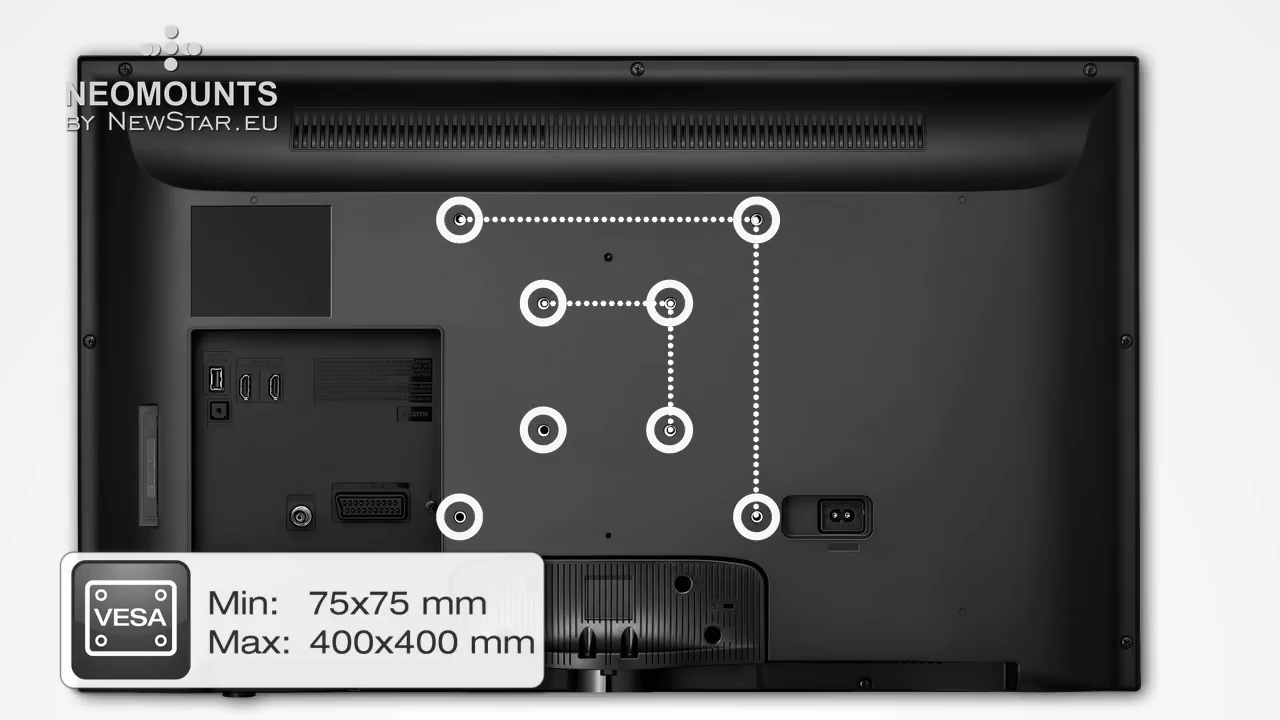 NEOMOUNTS
BY NEWSTAR.EU
VESA
Min: 75x75 mm
Max: 400x400 mm